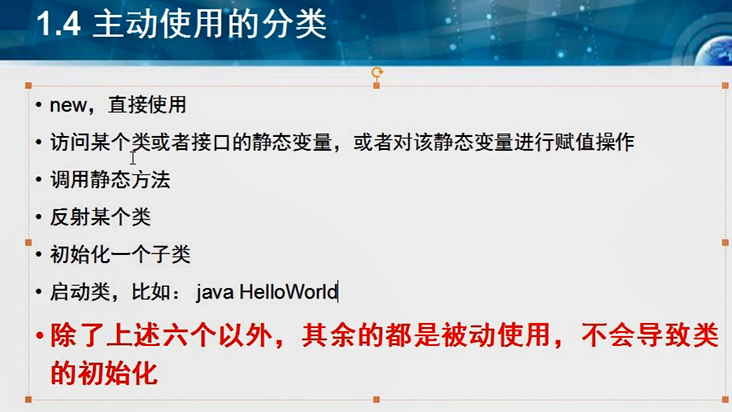 1.4 主动使用的分类
• new，直接使用
• 访问某个类或者接口的静态变量，或者对该静态变量进行赋值操作
• 调用静态方法
• 反射某个类
• 初始化一个子类
• 启动类，比如： java HelloWorld
• 除了上述六个以外，其余的都是被动使用，不会导致类
的初始化